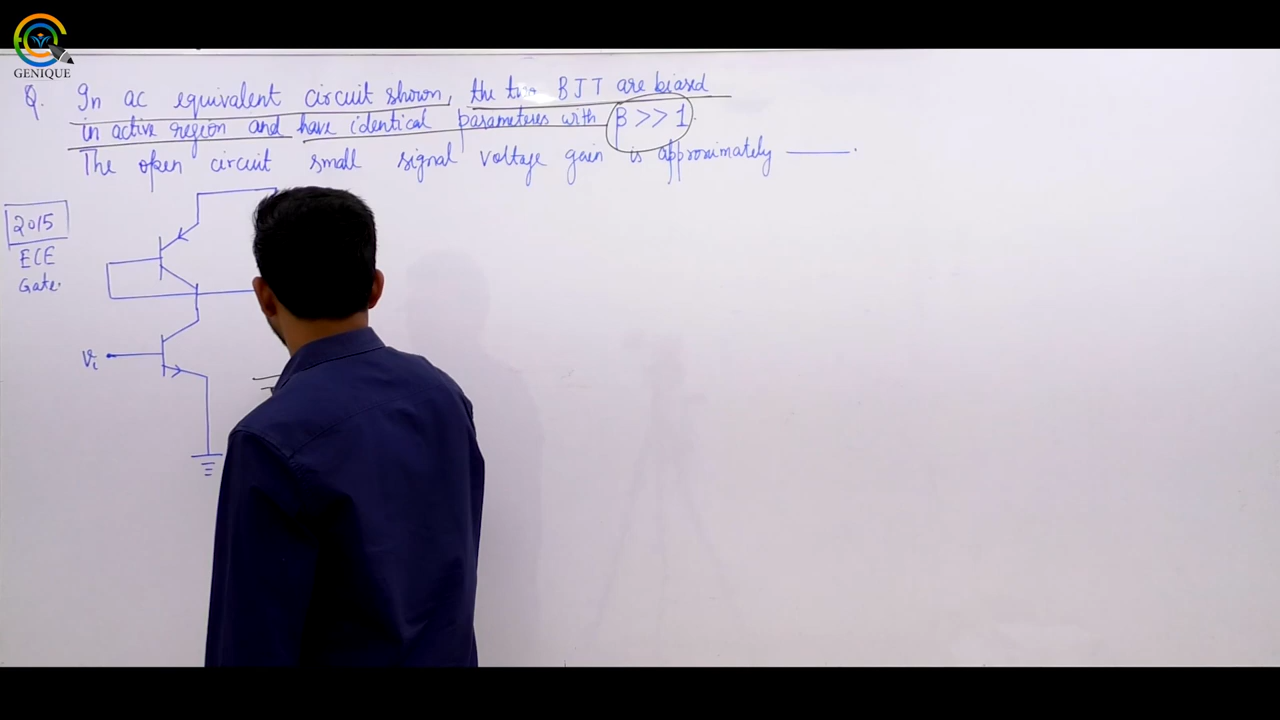 GENIQUE
Q. In ac equivalent circuit shown, the two BJT are biased
in active region and have identical parameters with β >> 1.
The open circuit small signal voltage gain is approximately ———.
2015
ECE
Gate.
Vi